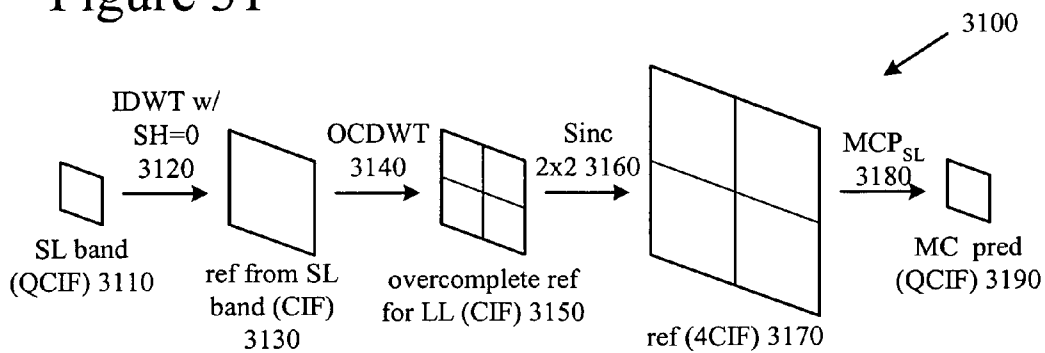 Figure 31
3100
IDWT w/
SH=0
3120
OCDWT
3140
Sinc
2x2 3160
MCP_SL
3180
SL band
(QCIF) 3110
ref from SL
band (CIF)
3130
overcomplete ref
for LL (CIF) 3150
ref (4CIF) 3170
MC pred
(QCIF) 3190